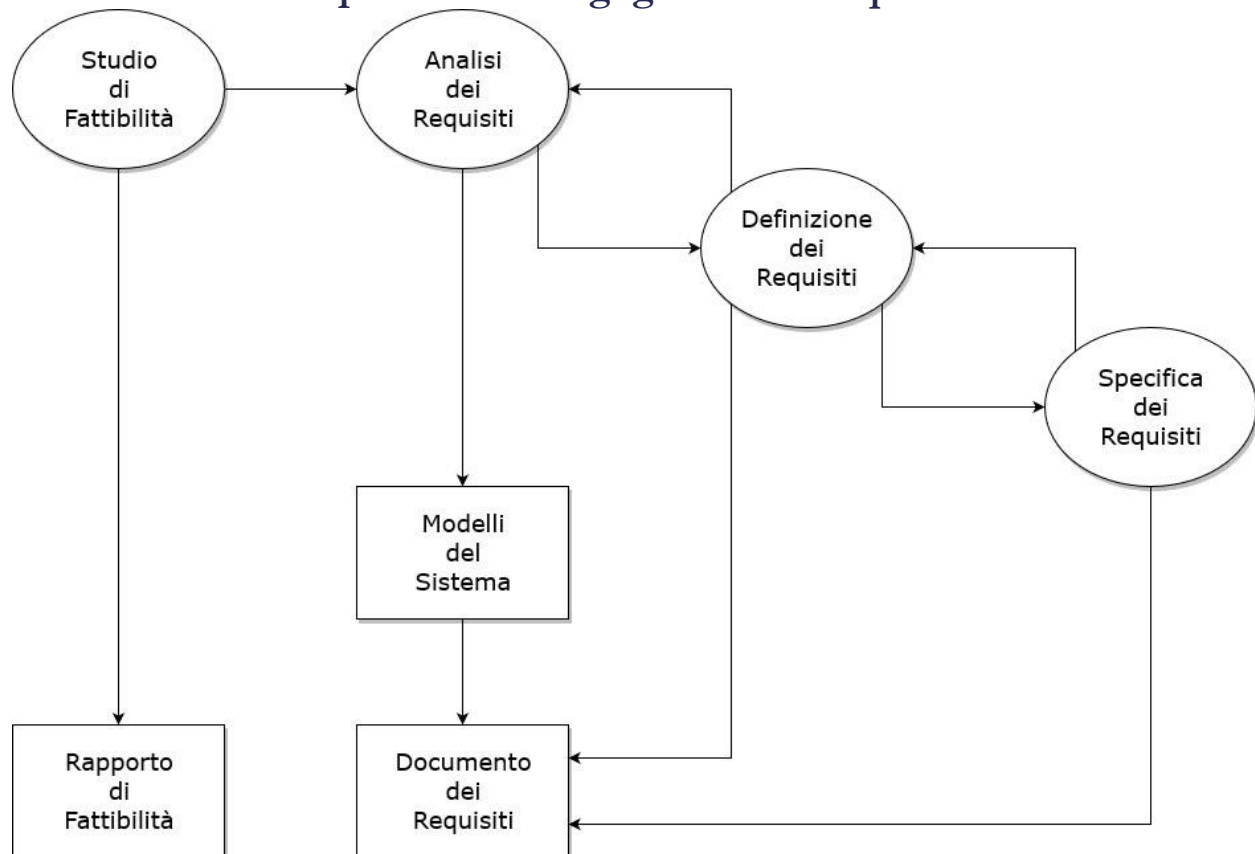 Studio
di
Fattibilità
Analisi
dei
Requisiti
Definizione
dei
Requisiti
Specifica
dei
Requisiti
Modelli
del
Sistema
Rapporto
di
Fattibilità
Documento
dei
Requisiti